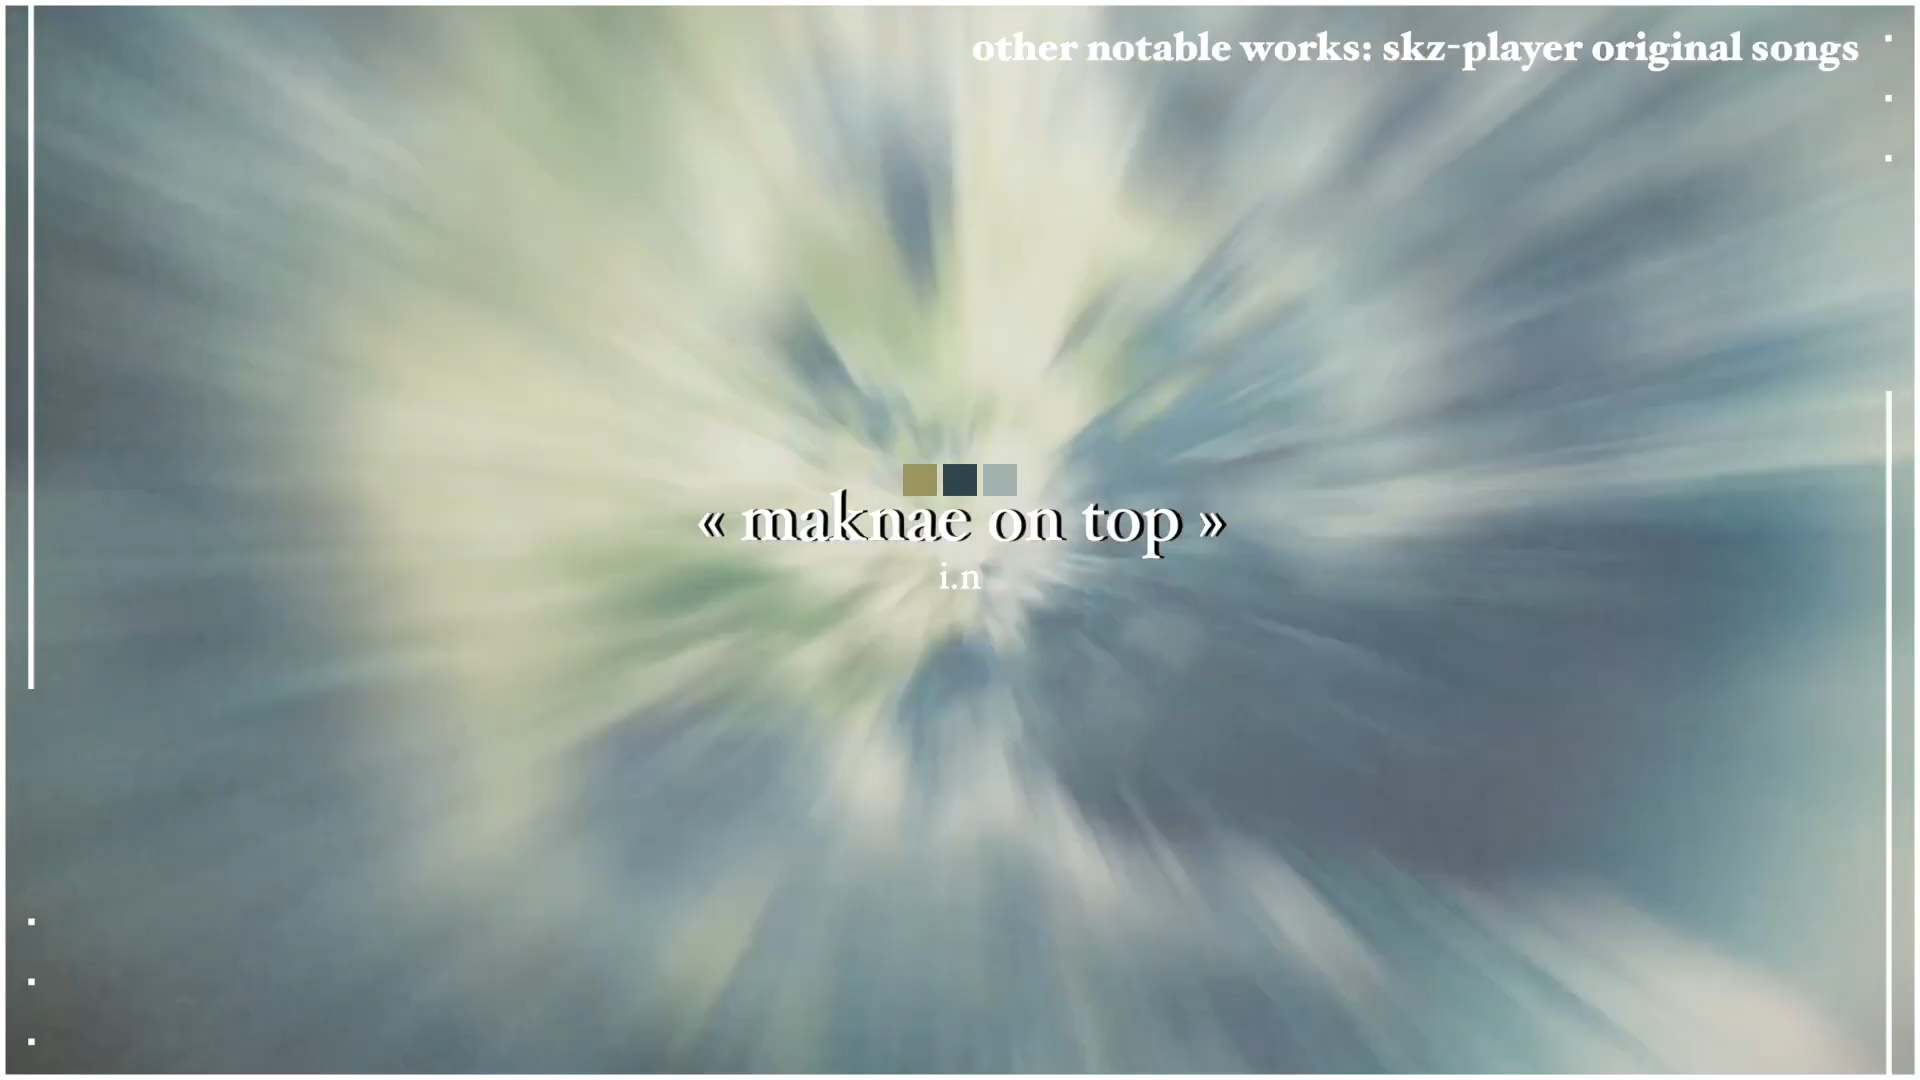 other notable works: skz-player original songs
« maknae on top »
i.n